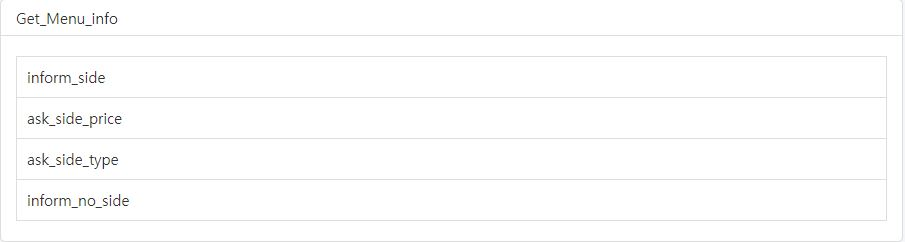 Get_Menu_info
inform_side
ask_side_price
ask_side_type
inform_no_side